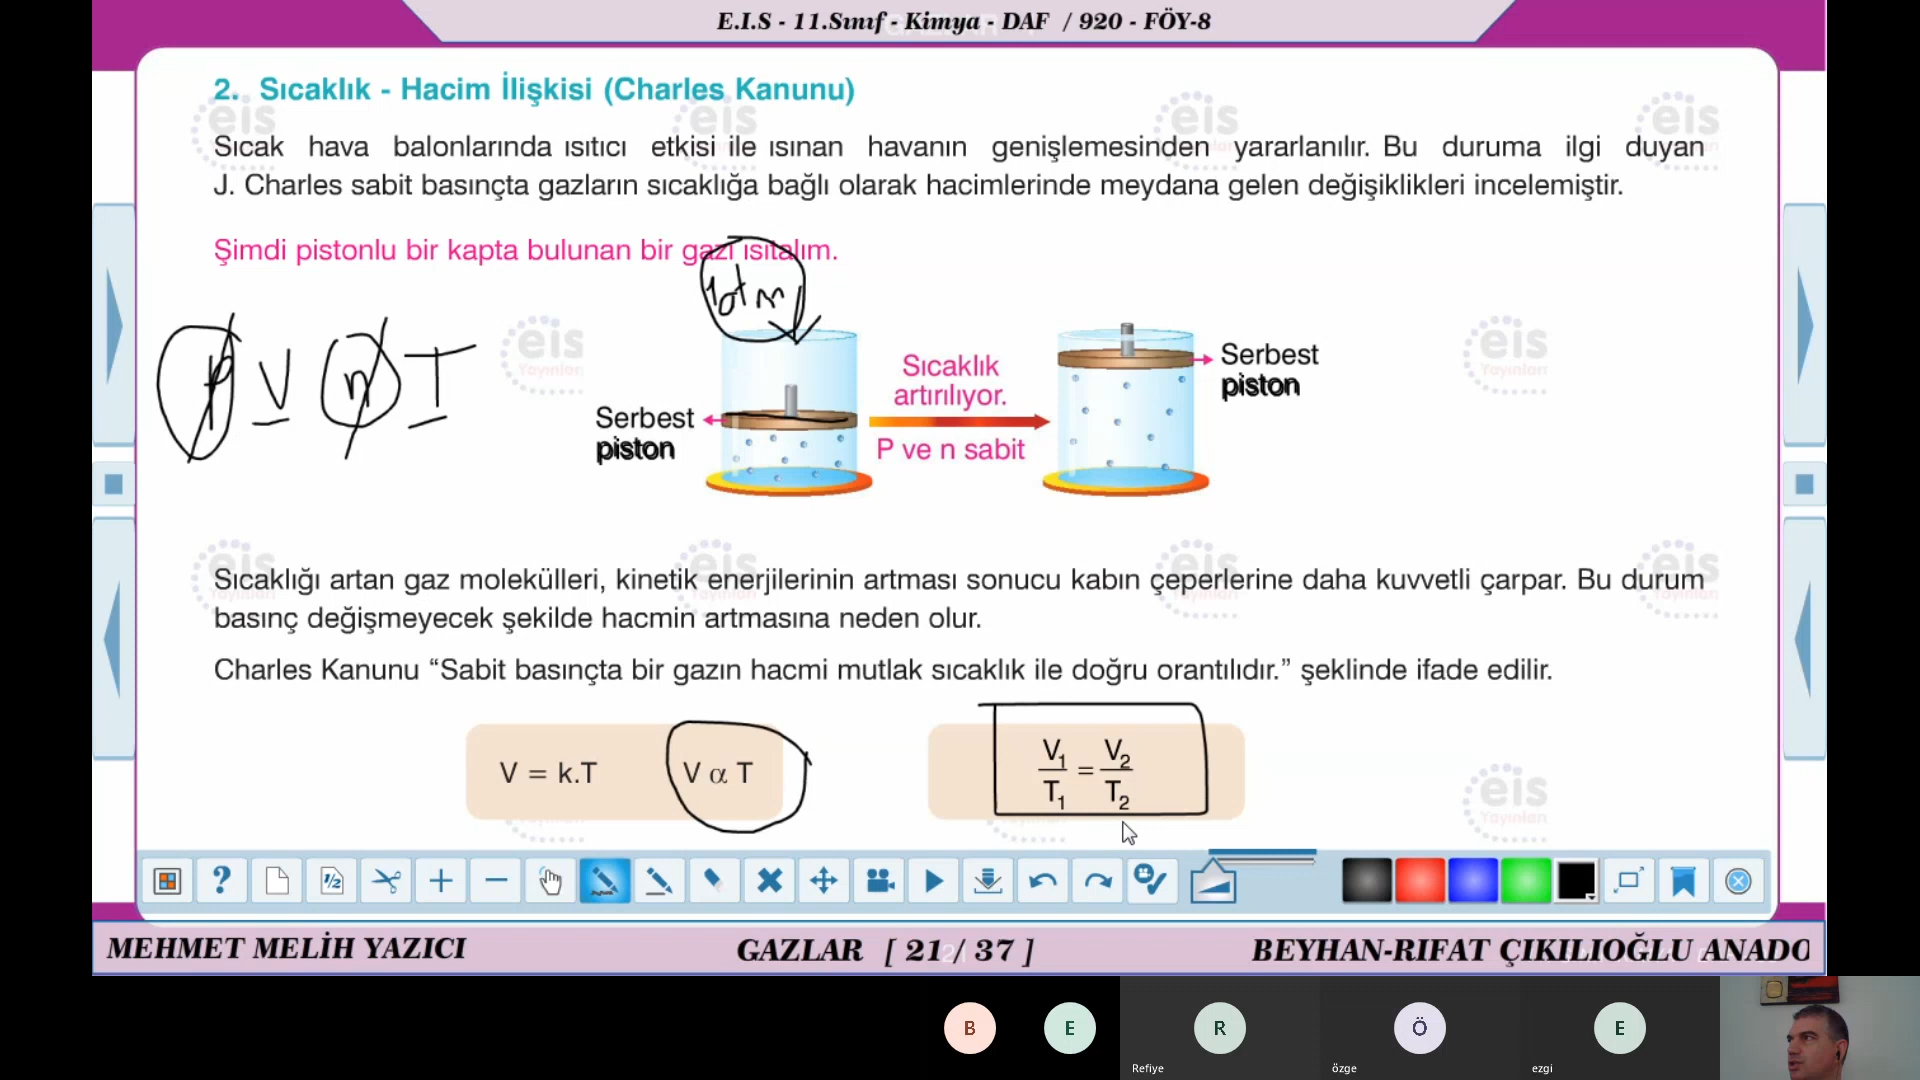 E.I.S - 11.Sınıf - Kimya - DAF / 920 - FÖY-8
2. Sıcaklık - Hacim İlişkisi (Charles Kanunu)
Sıcak hava balonlarında ısıtıcı etkisi ile ısınan havanın genişlemesinden yararlanılır. Bu duruma ilgi duyan
J. Charles sabit basınçta gazların sıcaklığa bağlı olarak hacimlerinde meydana gelen değişiklikleri incelemiştir.
Şimdi pistonlu bir kapta bulunan bir gazı ısıtalım.
1atm
P V n T
Serbest
piston
Sıcaklık
artırılıyor.
P ve n sabit
Serbest
piston
Sıcaklığı artan gaz molekülleri, kinetik enerjilerinin artması sonucu kabın çeperlerine daha kuvvetli çarpar. Bu durum
basınç değişmeyecek şekilde hacmin artmasına neden olur.
Charles Kanunu “Sabit basınçta bir gazın hacmi mutlak sıcaklık ile doğru orantılıdır.” şeklinde ifade edilir.
V = k.T V α T
V₁/T₁ = V₂/T₂
eis Yayınları
? 1/2
MEHMET MELİH YAZICI GAZLAR [ 21 / 37 ] BEYHAN-RIFAT ÇIKILIOĞLU ANADO
B E R Ö E
Refiye özge ezgi